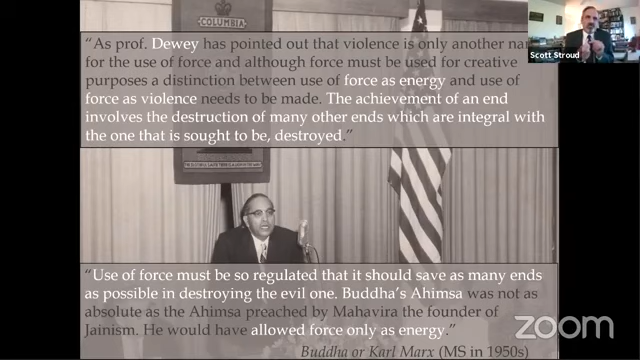 COLUMBIA
“As prof. Dewey has pointed out that violence is only another
for the use of force and although force must be used for creative
purposes a distinction between use of force as energy and use of
force as violence needs to be made. The achievement of an end
involves the destruction of many other ends which are integral with
the one that is sought to be, destroyed.”
Scott Stroud
“Use of force must be so regulated that it should save as many ends
as possible in destroying the evil one. Buddha’s Ahimsa was not as
absolute as the Ahimsa preached by Mahavira the founder of
Jainism. He would have allowed force only as energy.”
Buddha or Karl Marx (MS in 1950s)
zoom